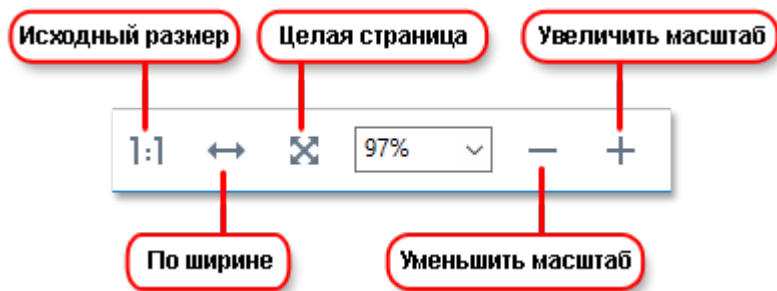 Исходный размер
Целая страница
Увеличить масштаб
1:1
97%
По ширине
Уменьшить масштаб